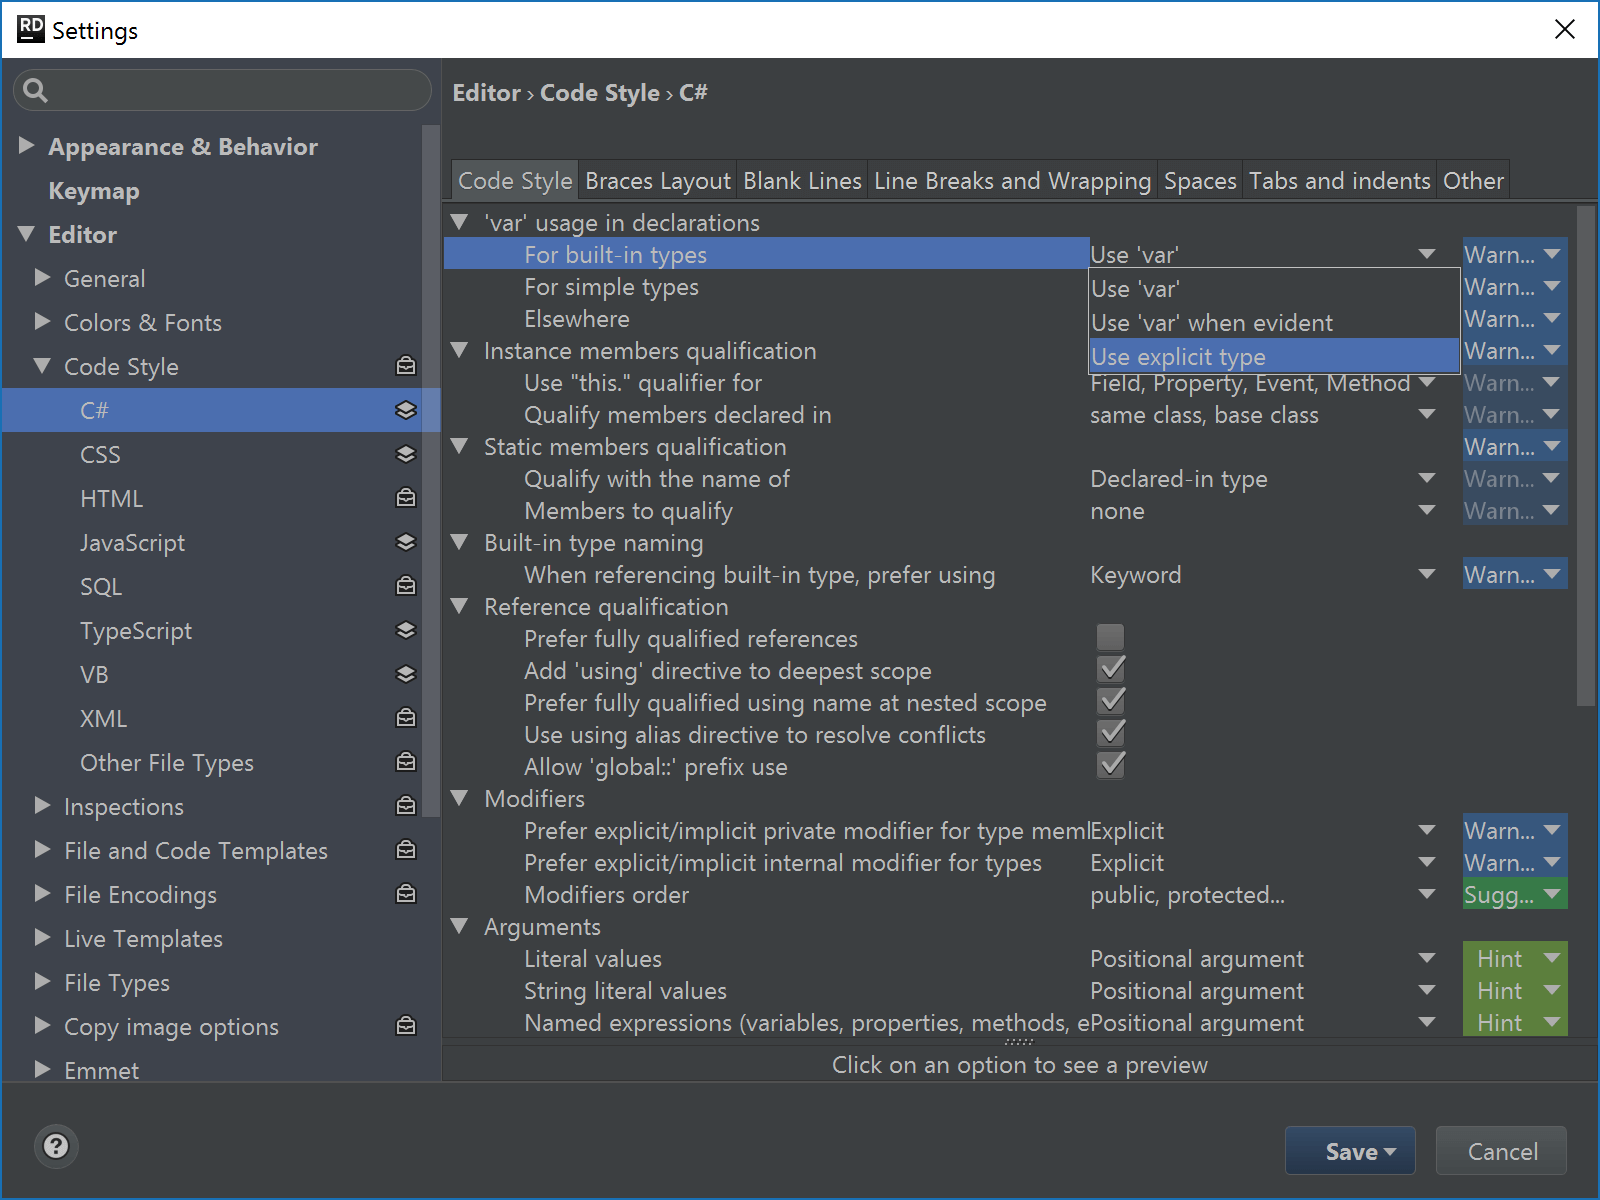 RD Settings
Editor › Code Style › C#
Appearance & Behavior
Keymap
Editor
General
Colors & Fonts
Code Style
C#
CSS
HTML
JavaScript
SQL
TypeScript
VB
XML
Other File Types
Inspections
File and Code Templates
File Encodings
Live Templates
File Types
Copy image options
Emmet
Code Style Braces Layout Blank Lines Line Breaks and Wrapping Spaces Tabs and indents Other
'var' usage in declarations
For built-in types Use 'var' Warn...
Use 'var'
For simple types Warn...
Use 'var' when evident
Elsewhere Warn...
Use explicit type
Instance members qualification Warn...
Use "this." qualifier for Field, Property, Event, Method Warn...
Qualify members declared in same class, base class Warn...
Static members qualification Warn...
Qualify with the name of Declared-in type Warn...
Members to qualify none Warn...
Built-in type naming
When referencing built-in type, prefer using Keyword Warn...
Reference qualification
Prefer fully qualified references
Add 'using' directive to deepest scope
Prefer fully qualified using name at nested scope
Use using alias directive to resolve conflicts
Allow 'global::' prefix use
Modifiers
Prefer explicit/implicit private modifier for type meml Explicit Warn...
Prefer explicit/implicit internal modifier for types Explicit Warn...
Modifiers order public, protected... Sugg...
Arguments
Literal values Positional argument Hint
String literal values Positional argument Hint
Named expressions (variables, properties, methods, e Positional argument Hint
Click on an option to see a preview
? Save Cancel